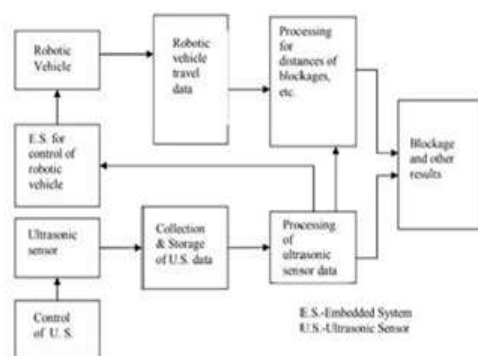 Robotic
Vehicle
Robotic
vehicle
travel
data
Processing
for
distances of
blockages,
etc.
E.S. for
control of
robotic
vehicle
Blockage
and other
results
Ultrasonic
sensor
Collection
& Storage
of U.S. data
Processing
of
ultrasonic
sensor data
Control
of U. S.
E.S.-Embedded System
U.S.-Ultrasonic Sensor